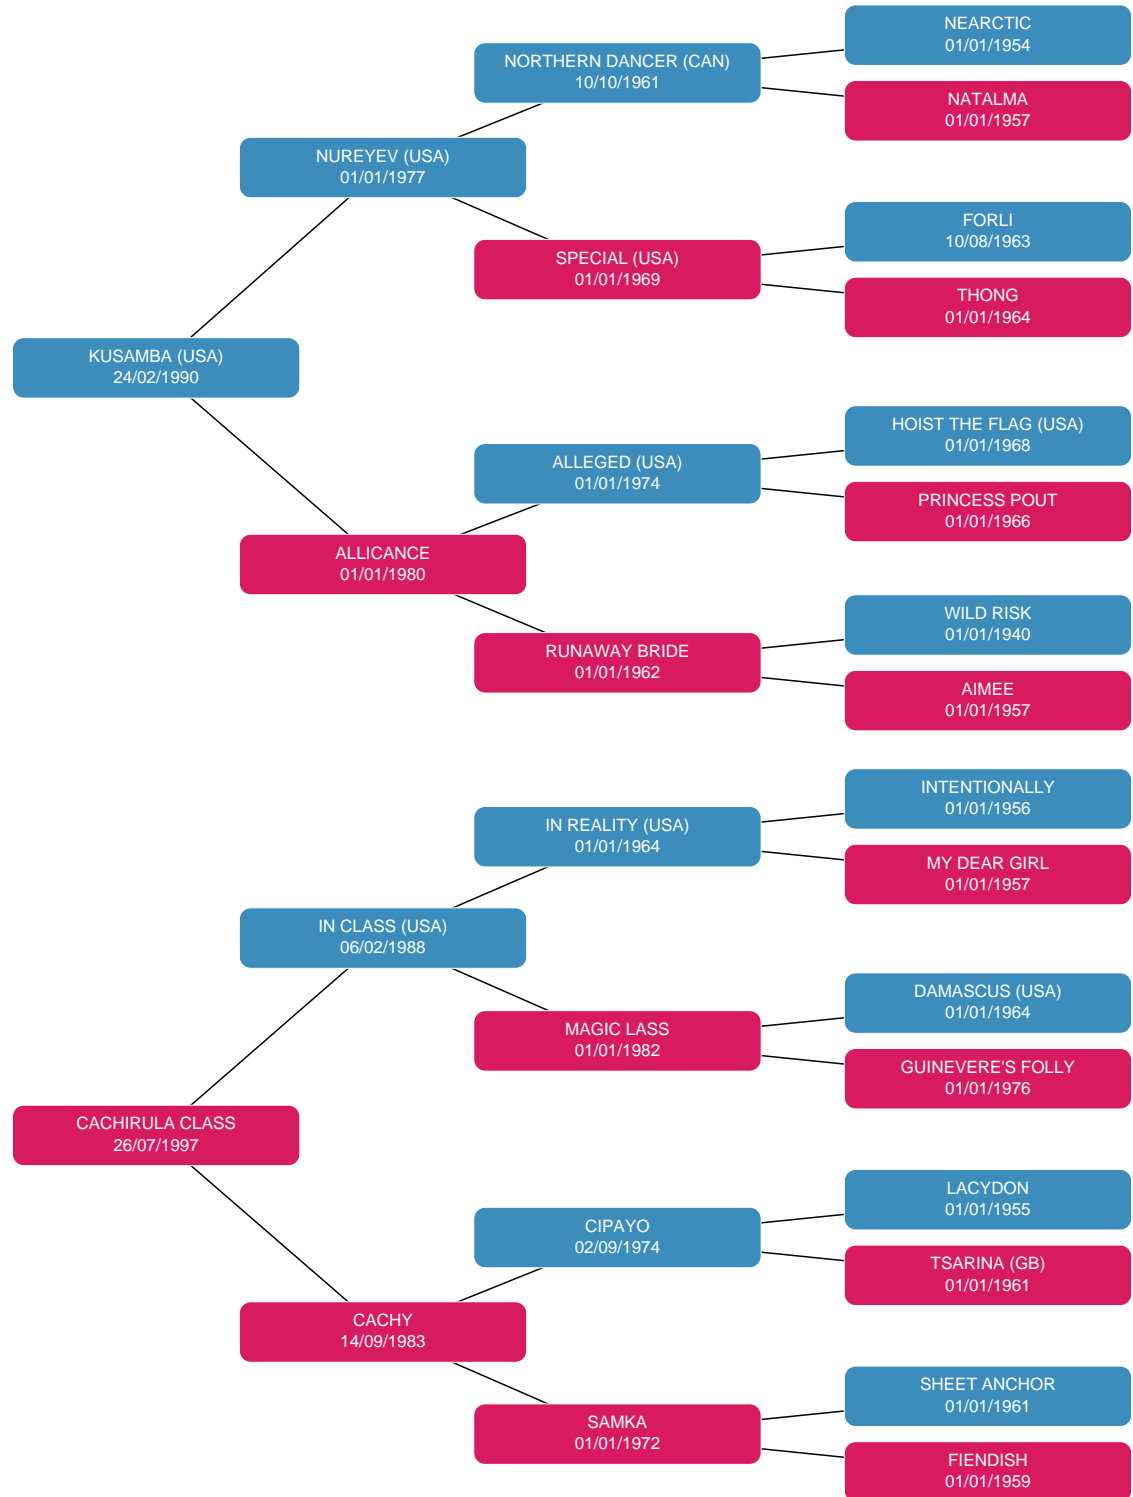 NEARCTIC
01/01/1954
NORTHERN DANCER (CAN)
10/10/1961
NATALMA
01/01/1957
NUREYEV (USA)
01/01/1977
FORLI
10/08/1963
SPECIAL (USA)
01/01/1969
THONG
01/01/1964
KUSAMBA (USA)
24/02/1990
HOIST THE FLAG (USA)
01/01/1968
ALLEGED (USA)
01/01/1974
PRINCESS POUT
01/01/1966
ALLICANCE
01/01/1980
WILD RISK
01/01/1940
RUNAWAY BRIDE
01/01/1962
AIMEE
01/01/1957
INTENTIONALLY
01/01/1956
IN REALITY (USA)
01/01/1964
MY DEAR GIRL
01/01/1957
IN CLASS (USA)
06/02/1988
DAMASCUS (USA)
01/01/1964
MAGIC LASS
01/01/1982
GUINEVERE'S FOLLY
01/01/1976
CACHIRULA CLASS
26/07/1997
LACYDON
01/01/1955
CIPAYO
02/09/1974
TSARINA (GB)
01/01/1961
CACHY
14/09/1983
SHEET ANCHOR
01/01/1961
SAMKA
01/01/1972
FIENDISH
01/01/1959